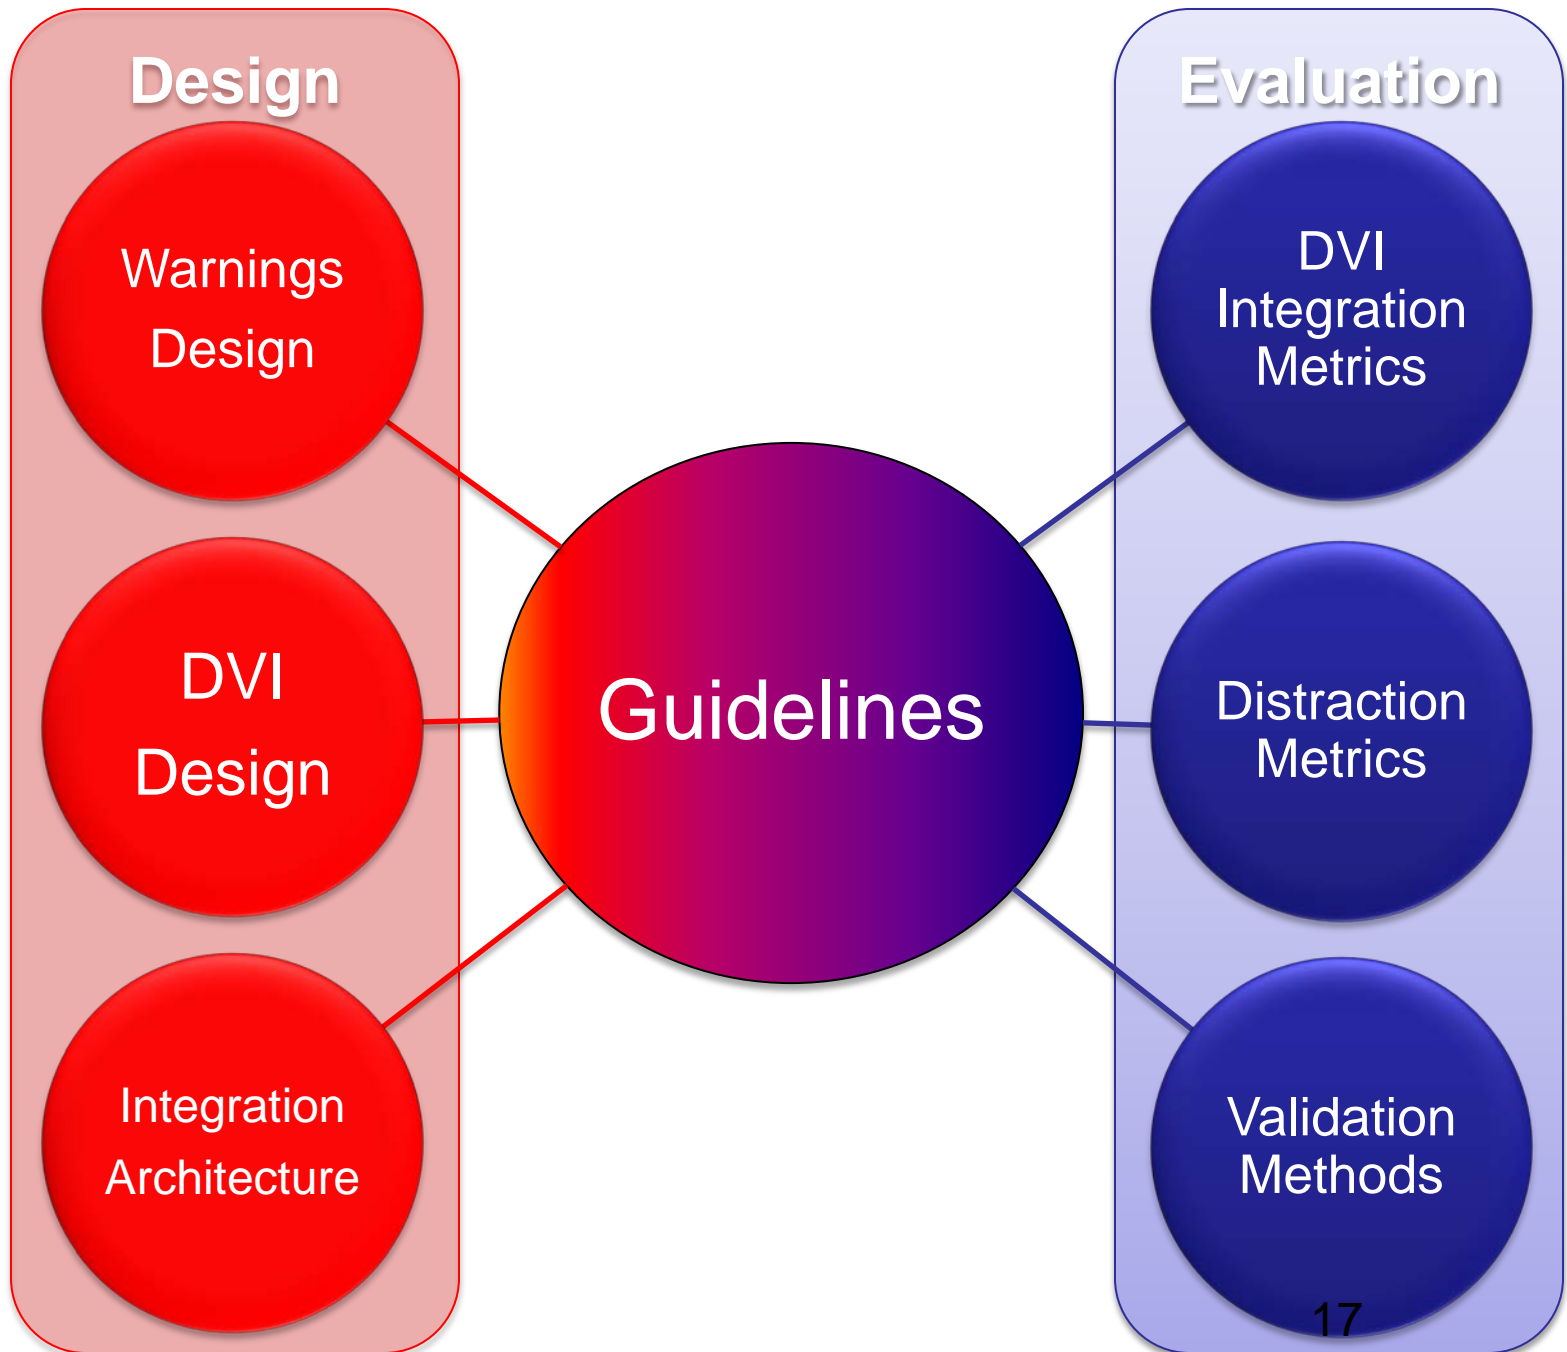 Design
Warnings
Design
DVI
Design
Integration
Architecture
Guidelines
Evaluation
DVI
Integration
Metrics
Distraction
Metrics
Validation
Methods
17